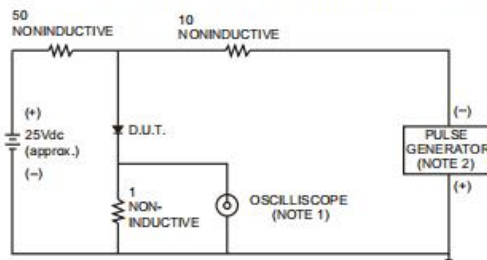 50
NONINDUCTIVE
10
NONINDUCTIVE
(+)
25Vdc
(approx.)
(–)
D.U.T.
1
NON-
INDUCTIVE
OSCILLISCOPE
(NOTE 1)
(–)
PULSE
GENERATOR
(NOTE 2)
(+)